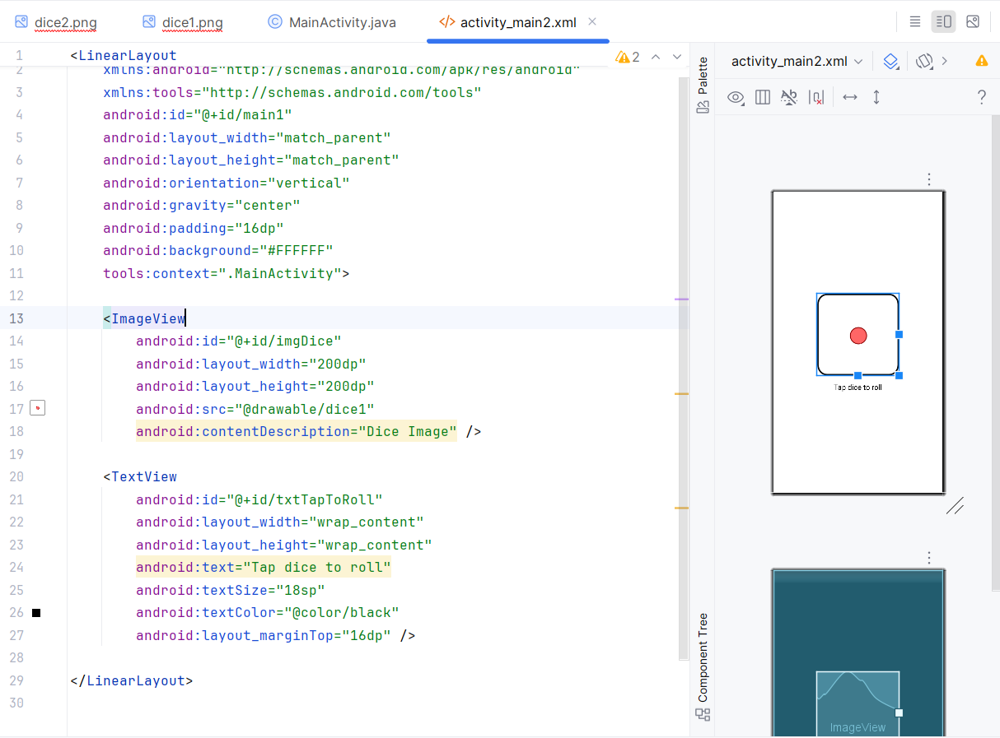 dice2.png dice1.png MainActivity.java activity_main2.xml
1 <LinearLayout
2 xmlns:android="http://schemas.android.com/apk/res/android"
3 xmlns:tools="http://schemas.android.com/tools"
4 android:id="@+id/main1"
5 android:layout_width="match_parent"
6 android:layout_height="match_parent"
7 android:orientation="vertical"
8 android:gravity="center"
9 android:padding="16dp"
10 android:background="#FFFFFF"
11 tools:context=".MainActivity">
12
13 <ImageView
14 android:id="@+id/imgDice"
15 android:layout_width="200dp"
16 android:layout_height="200dp"
17 android:src="@drawable/dice1"
18 android:contentDescription="Dice Image" />
19
20 <TextView
21 android:id="@+id/txtTapToRoll"
22 android:layout_width="wrap_content"
23 android:layout_height="wrap_content"
24 android:text="Tap dice to roll"
25 android:textSize="18sp"
26 android:textColor="@color/black"
27 android:layout_marginTop="16dp" />
28
29 </LinearLayout>
30
2
Palette
Component Tree
activity_main2.xml
?
Tap dice to roll
ImageView